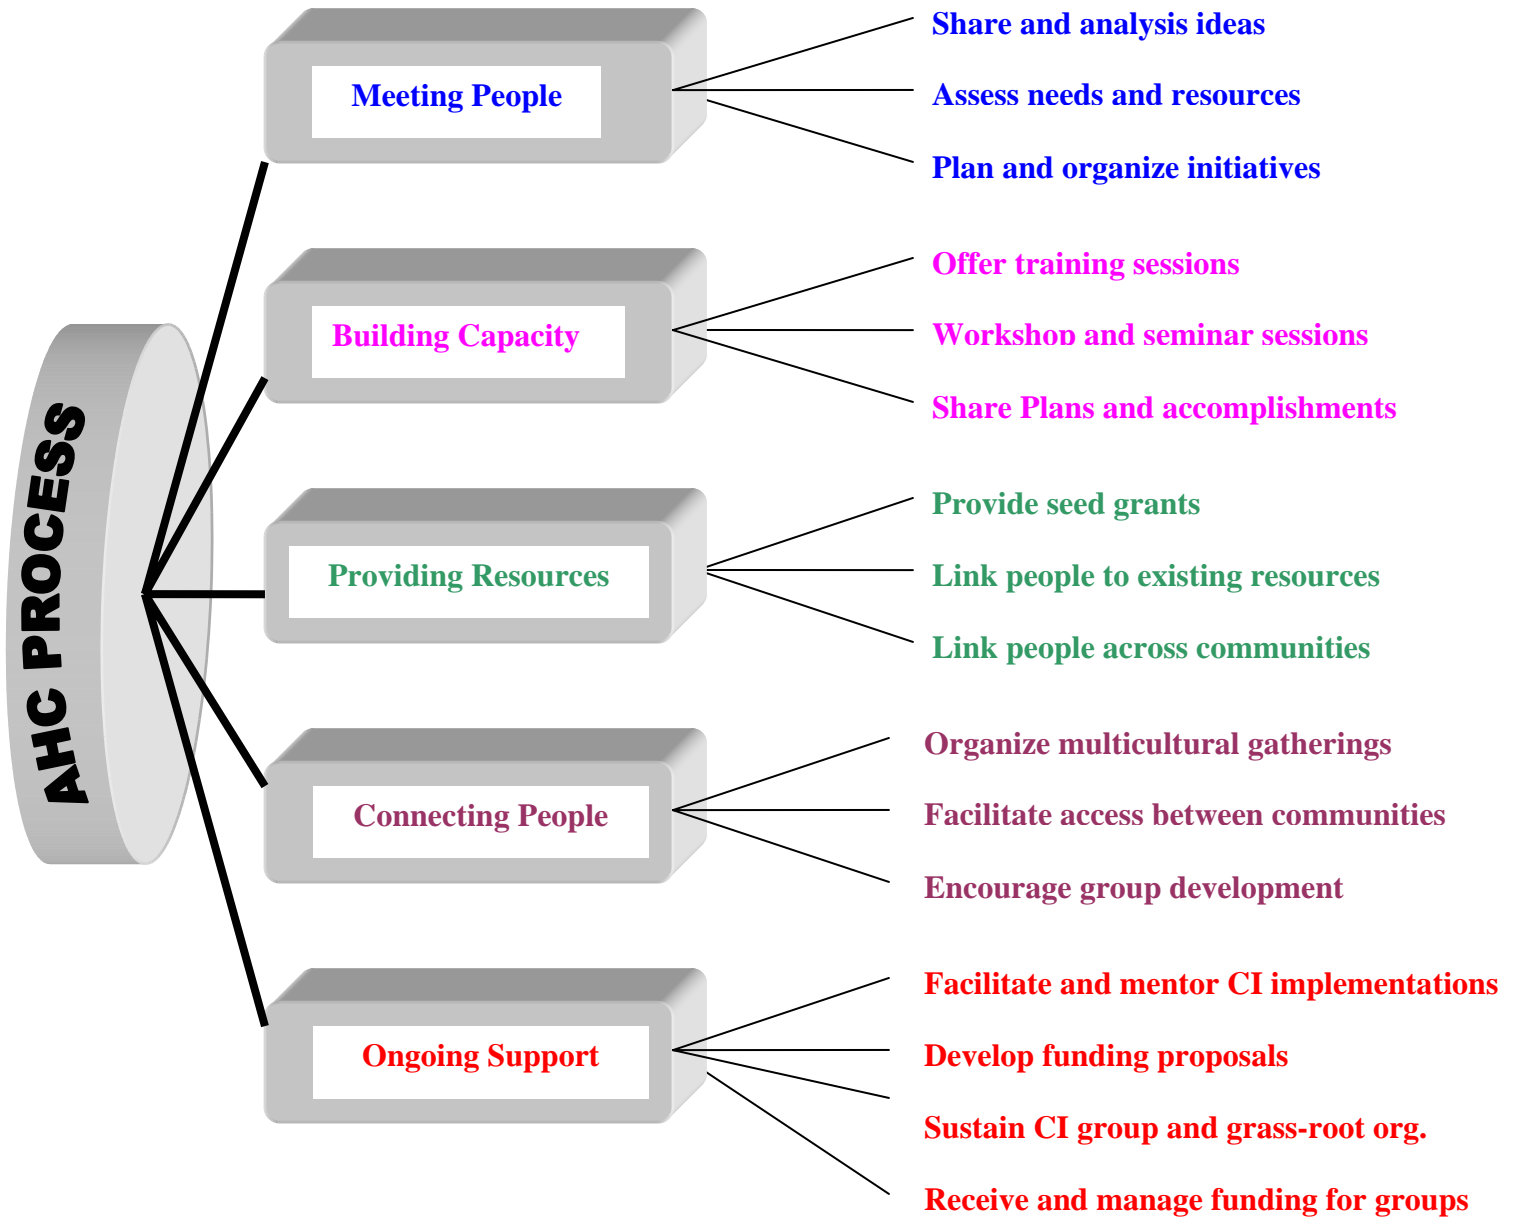 AHC PROCESS
Meeting People
Share and analysis ideas
Assess needs and resources
Plan and organize initiatives
Building Capacity
Offer training sessions
Workshop and seminar sessions
Share Plans and accomplishments
Providing Resources
Provide seed grants
Link people to existing resources
Link people across communities
Connecting People
Organize multicultural gatherings
Facilitate access between communities
Encourage group development
Ongoing Support
Facilitate and mentor CI implementations
Develop funding proposals
Sustain CI group and grass-root org.
Receive and manage funding for groups